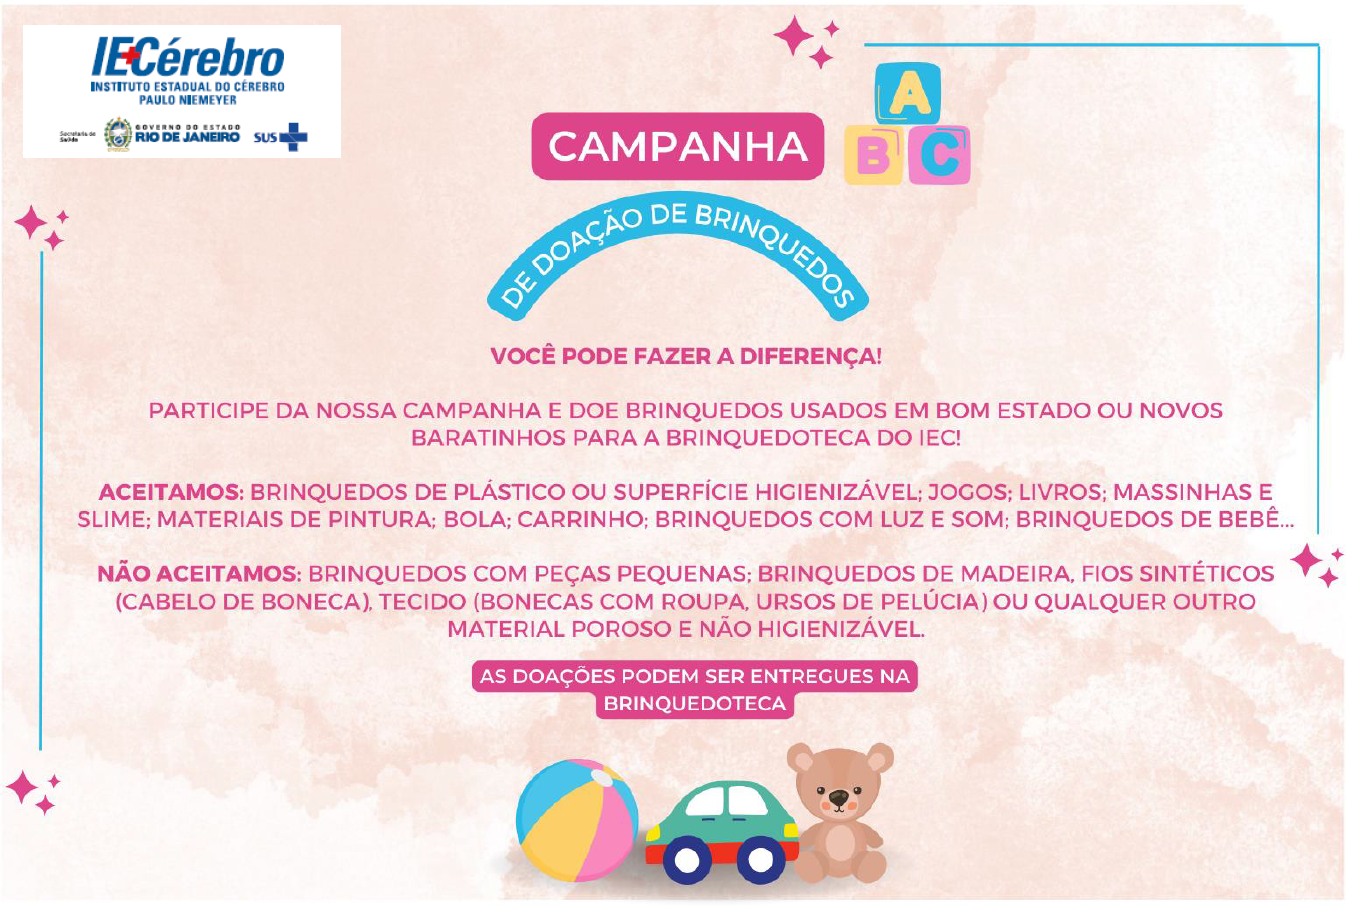 IECérebro
INSTITUTO ESTADUAL DO CÉREBRO
PAULO NIEMEYER
Secretaria de
Saúde
GOVERNO DO ESTADO
RIO DE JANEIRO
SUS
A
B C
CAMPANHA
DE DOAÇÃO DE BRINQUEDOS
VOCÊ PODE FAZER A DIFERENÇA!
PARTICIPE DA NOSSA CAMPANHA E DOE BRINQUEDOS USADOS EM BOM ESTADO OU NOVOS
BARATINHOS PARA A BRINQUEDOTECA DO IEC!
ACEITAMOS: BRINQUEDOS DE PLÁSTICO OU SUPERFÍCIE HIGIENIZÁVEL; JOGOS; LIVROS; MASSINHAS E
SLIME; MATERIAIS DE PINTURA; BOLA; CARRINHO; BRINQUEDOS COM LUZ E SOM; BRINQUEDOS DE BEBÊ...
NÃO ACEITAMOS: BRINQUEDOS COM PEÇAS PEQUENAS; BRINQUEDOS DE MADEIRA, FIOS SINTÉTICOS
(CABELO DE BONECA), TECIDO (BONECAS COM ROUPA, URSOS DE PELÚCIA) OU QUALQUER OUTRO
MATERIAL POROSO E NÃO HIGIENIZÁVEL.
AS DOAÇÕES PODEM SER ENTREGUES NA
BRINQUEDOTECA